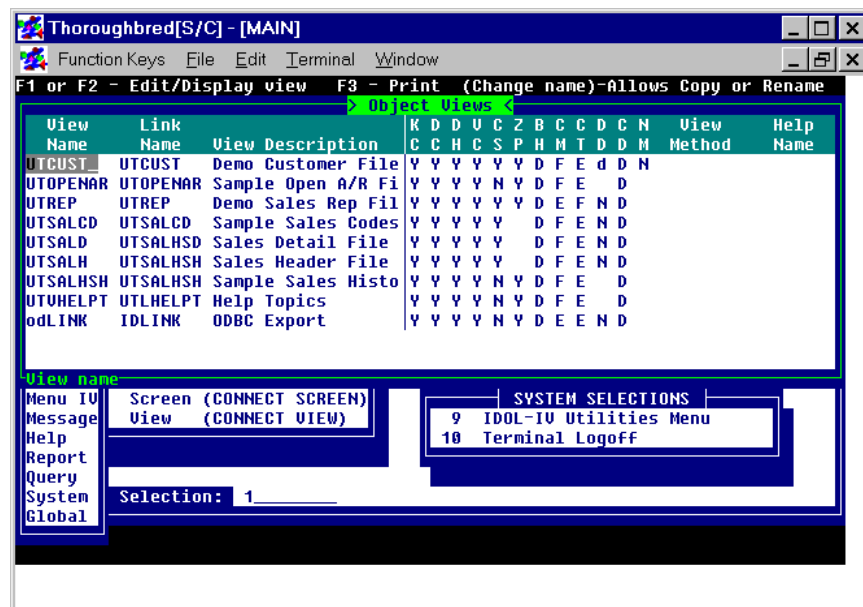 Thoroughbred[S/C] - [MAIN]
Function Keys File Edit Terminal Window
F1 or F2 - Edit/Display view F3 - Print (Change name)-Allows Copy or Rename
> Object Views <
View Link K D D V C Z B C C D C N View Help
Name Name View Description C C H C S P H M T D D M Method Name
UTCUST_ UTCUST Demo Customer File Y Y Y Y Y Y D F E d D N
UTOPENAR UTOPENAR Sample Open A/R Fi Y Y Y Y N Y D F E D
UTREP UTREP Demo Sales Rep Fil Y Y Y Y Y Y D E F N D
UTSALCD UTSALCD Sample Sales Codes Y Y Y Y Y D F E N D
UTSALD UTSALHSD Sales Detail File Y Y Y Y Y D F E N D
UTSALH UTSALHSH Sales Header File Y Y Y Y Y D F E N D
UTSALHSH UTSALHSH Sample Sales Histo Y Y Y Y N Y D F E D
UTVHELPT UTLHELPT Help Topics Y Y Y Y N Y D F E D
odLINK IDLINK ODBC Export Y Y Y Y N Y D E E N D
View name
Menu IV Screen (CONNECT SCREEN) SYSTEM SELECTIONS
Message View (CONNECT VIEW) 9 IDOL-IV Utilities Menu
Help 10 Terminal Logoff
Report
Query
System Selection: 1_________
Global